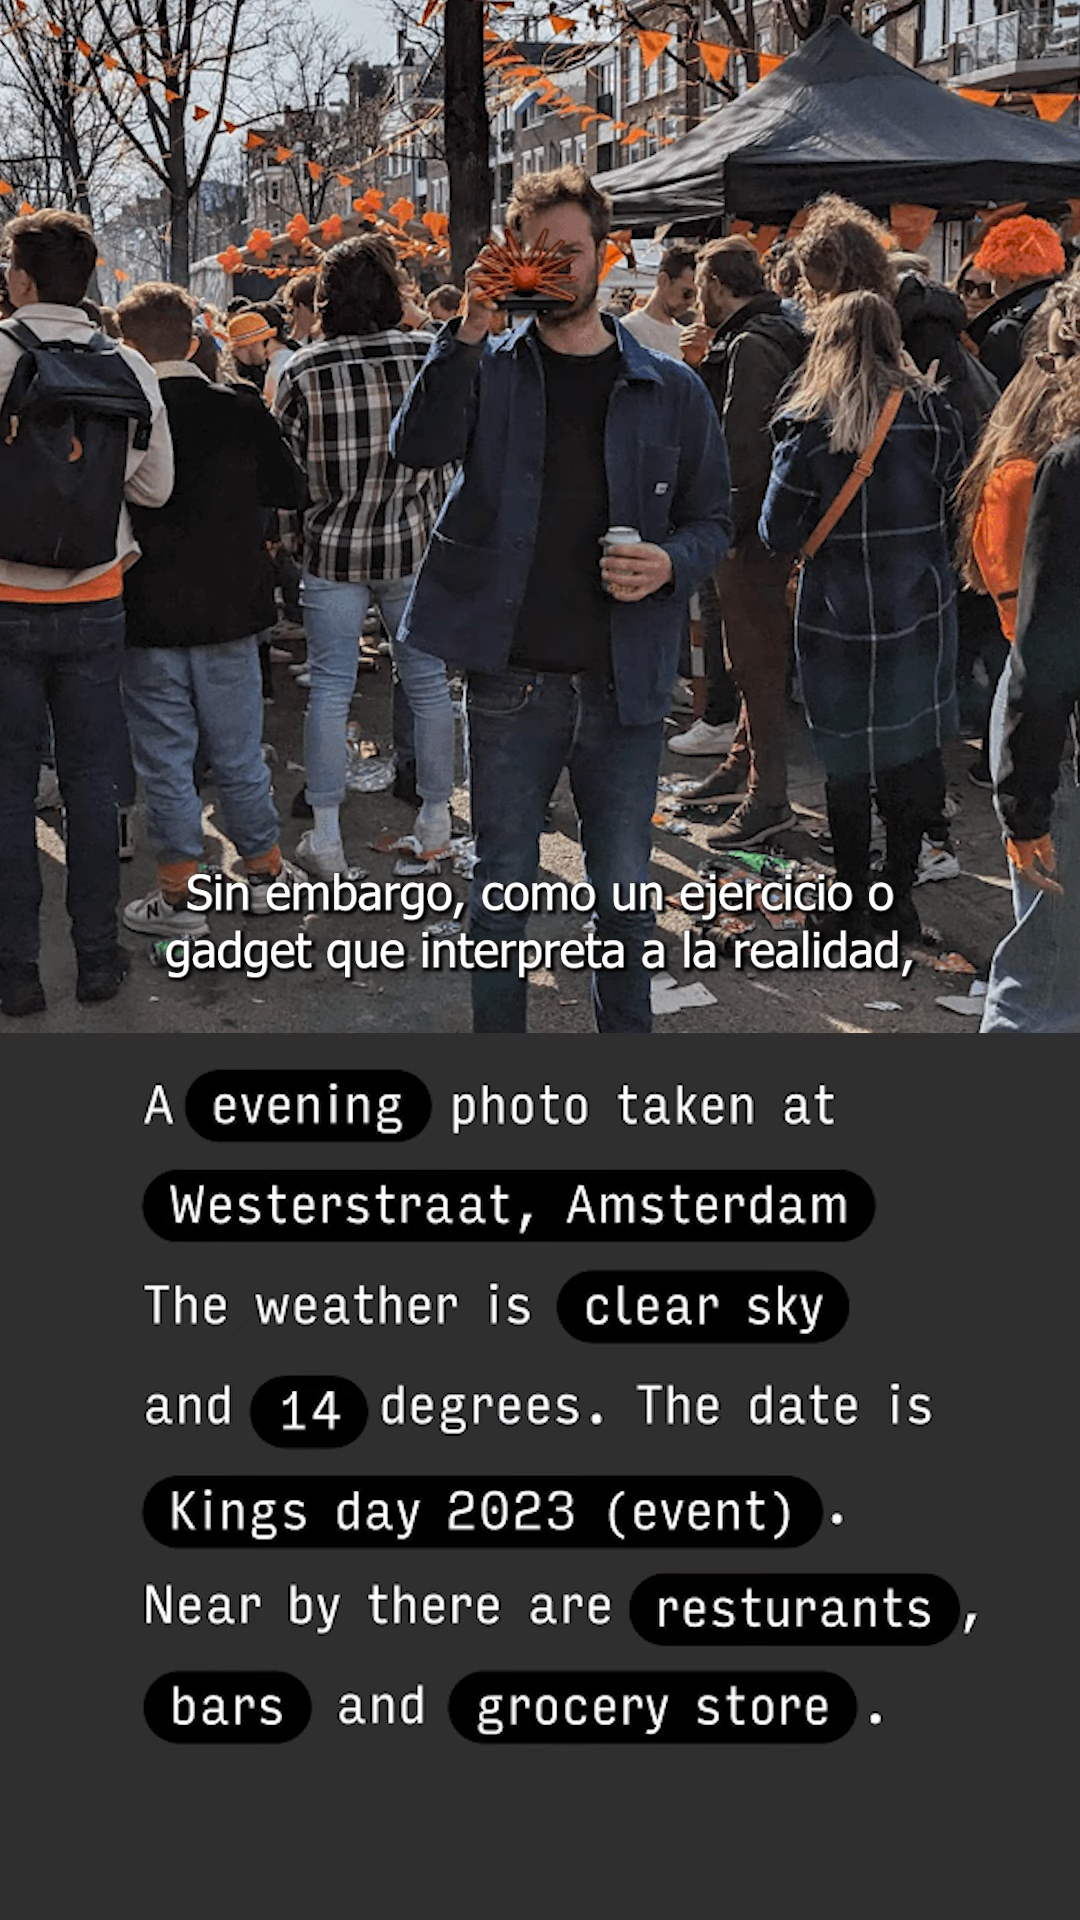 Sin embargo, como un ejercicio o
gadget que interpreta a la realidad,
A evening photo taken at
Westerstraat, Amsterdam
The weather is clear sky
and 14 degrees. The date is
Kings day 2023 (event).
Near by there are resturants,
bars and grocery store.